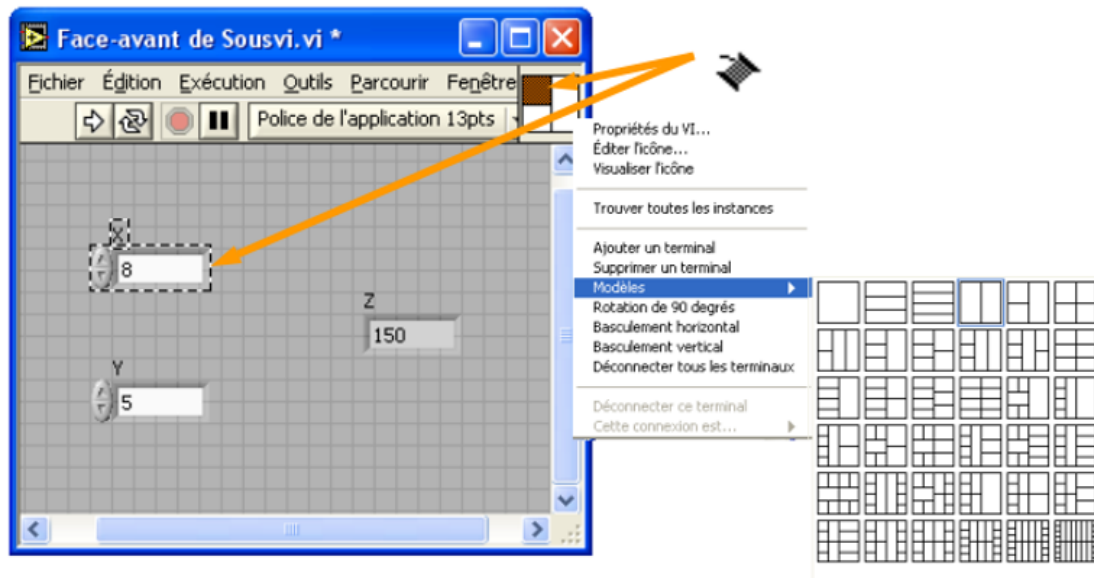 Face-avant de Sousvi.vi *
Fichier Édition Exécution Outils Parcourir Fenêtre
Police de l'application 13pts
X
8
Z
150
Y
5
Propriétés du VI...
Éditer l'icône...
Visualiser l'icône
Trouver toutes les instances
Ajouter un terminal
Supprimer un terminal
Modèles
Rotation de 90 degrés
Basculement horizontal
Basculement vertical
Déconnecter tous les terminaux
Déconnecter ce terminal
Cette connexion est...